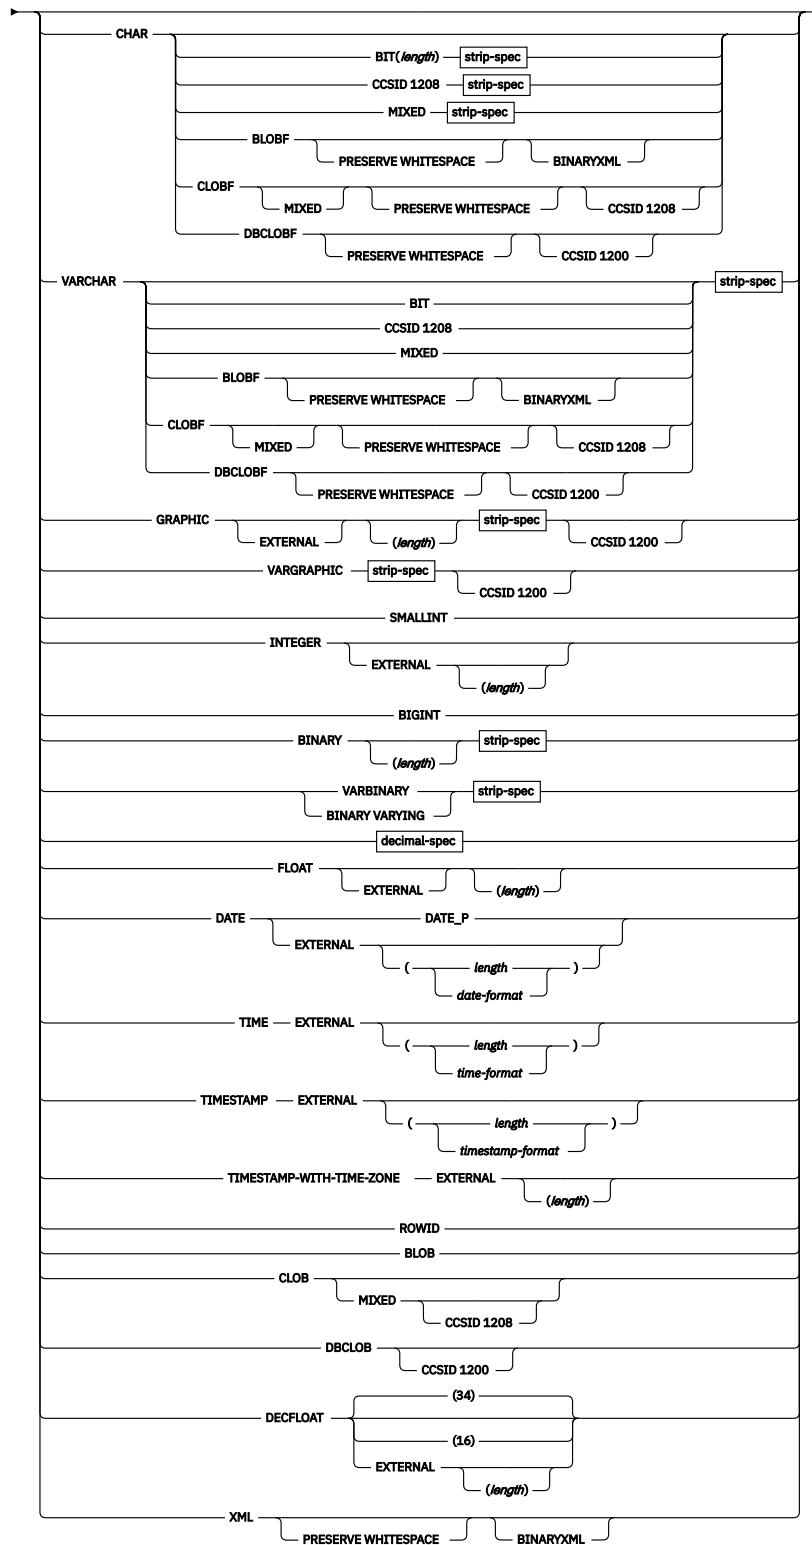 CHAR
BIT(length) strip-spec
CCSID 1208 strip-spec
MIXED strip-spec
BLOBF
PRESERVE WHITESPACE BINARYXML
CLOBF
MIXED PRESERVE WHITESPACE CCSID 1208
DBCLOBF
PRESERVE WHITESPACE CCSID 1200
VARCHAR strip-spec
BIT
CCSID 1208
MIXED
BLOBF
PRESERVE WHITESPACE BINARYXML
CLOBF
MIXED PRESERVE WHITESPACE CCSID 1208
DBCLOBF
PRESERVE WHITESPACE CCSID 1200
GRAPHIC strip-spec
EXTERNAL (length) CCSID 1200
VARGRAPHIC strip-spec
CCSID 1200
SMALLINT
INTEGER
EXTERNAL
(length)
BIGINT
BINARY strip-spec
(length)
VARBINARY strip-spec
BINARY VARYING
decimal-spec
FLOAT
EXTERNAL (length)
DATE DATE_P
EXTERNAL
( length )
date-format
TIME EXTERNAL
( length )
time-format
TIMESTAMP EXTERNAL
( length )
timestamp-format
TIMESTAMP-WITH-TIME-ZONE EXTERNAL
(length)
ROWID
BLOB
CLOB
MIXED
CCSID 1208
DBCLOB
CCSID 1200
(34)
DECFLOAT
(16)
EXTERNAL
(length)
XML
PRESERVE WHITESPACE BINARYXML